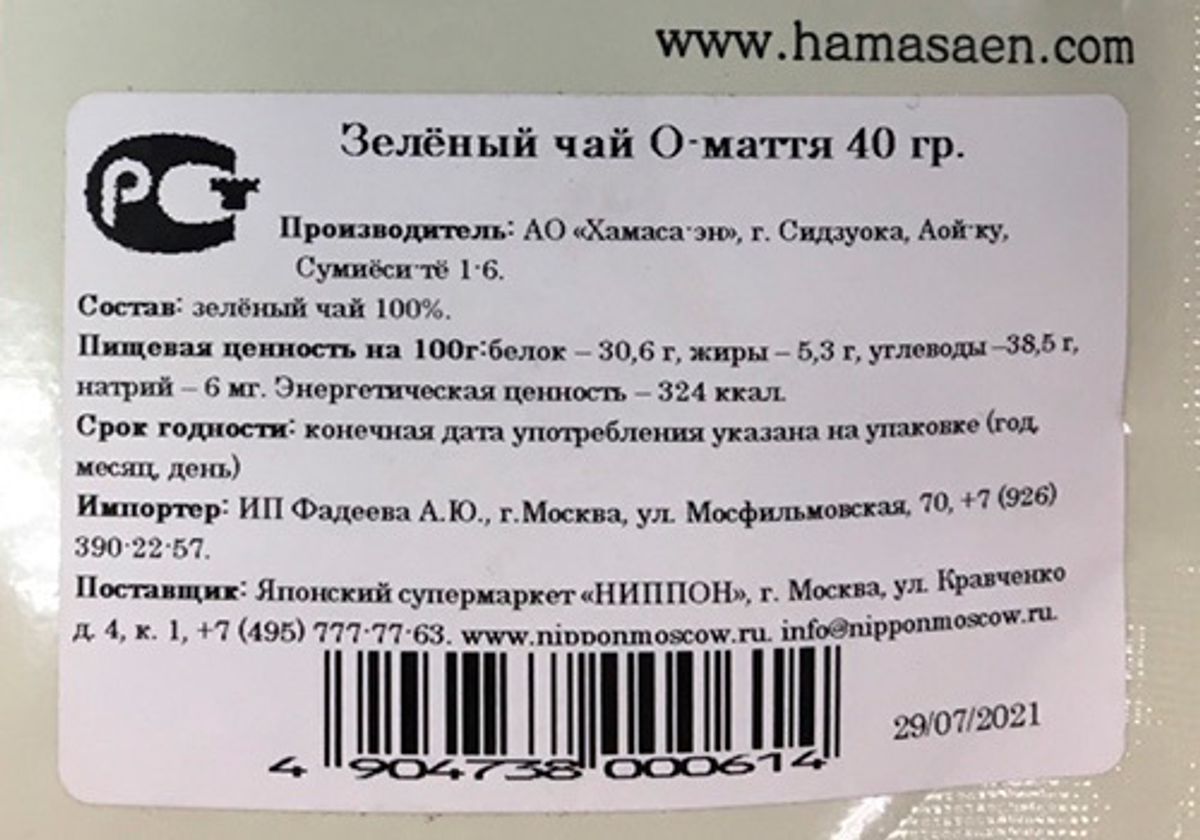 www.hamasaen.com
РСТ
Зелёный чай О-маття 40 гр.
Производитель: АО «Хамаса-эн», г. Сидзуока, Аой-ку,
Сумиёси-тё 1-6.
Состав: зелёный чай 100%.
Пищевая ценность на 100г:белок – 30,6 г, жиры – 5,3 г, углеводы –38,5 г,
натрий – 6 мг. Энергетическая ценность – 324 ккал.
Срок годности: конечная дата употребления указана на упаковке (год,
месяц, день)
Импортер: ИП Фадеева А.Ю., г.Москва, ул. Мосфильмовская, 70, +7 (926)
390-22-57.
Поставщик: Японский супермаркет «НИППОН», г. Москва, ул. Кравченко
д. 4, к. 1, +7 (495) 777-77-63. www.nipponmoscow.ru. info@nipponmoscow.ru.
29/07/2021
4 904738 000614